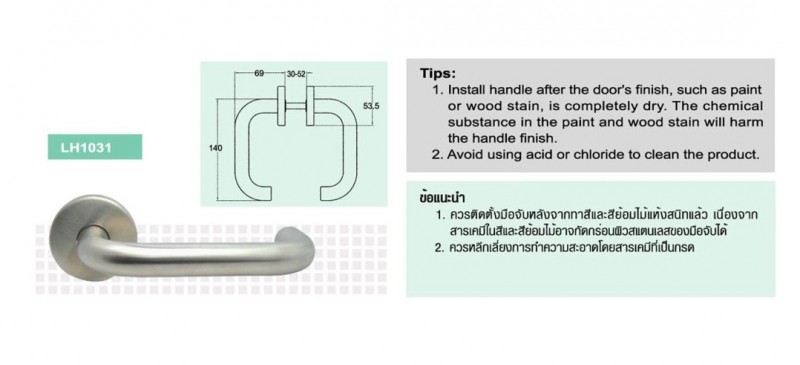 69 30-52
53,5
140
LH1031
Tips:
1. Install handle after the door's finish, such as paint
or wood stain, is completely dry. The chemical
substance in the paint and wood stain will harm
the handle finish.
2. Avoid using acid or chloride to clean the product.
ข้อแนะนำ
1. ควรติดตั้งมือจับหลังจากทาสีและสีย้อมไม้แห้งสนิทแล้ว เนื่องจาก
สารเคมีในสีและสีย้อมไม้อาจกัดกร่อนผิวสแตนเลสของมือจับได้
2. ควรหลีกเลี่ยงการทำความสะอาดโดยสารเคมีที่เป็นกรด